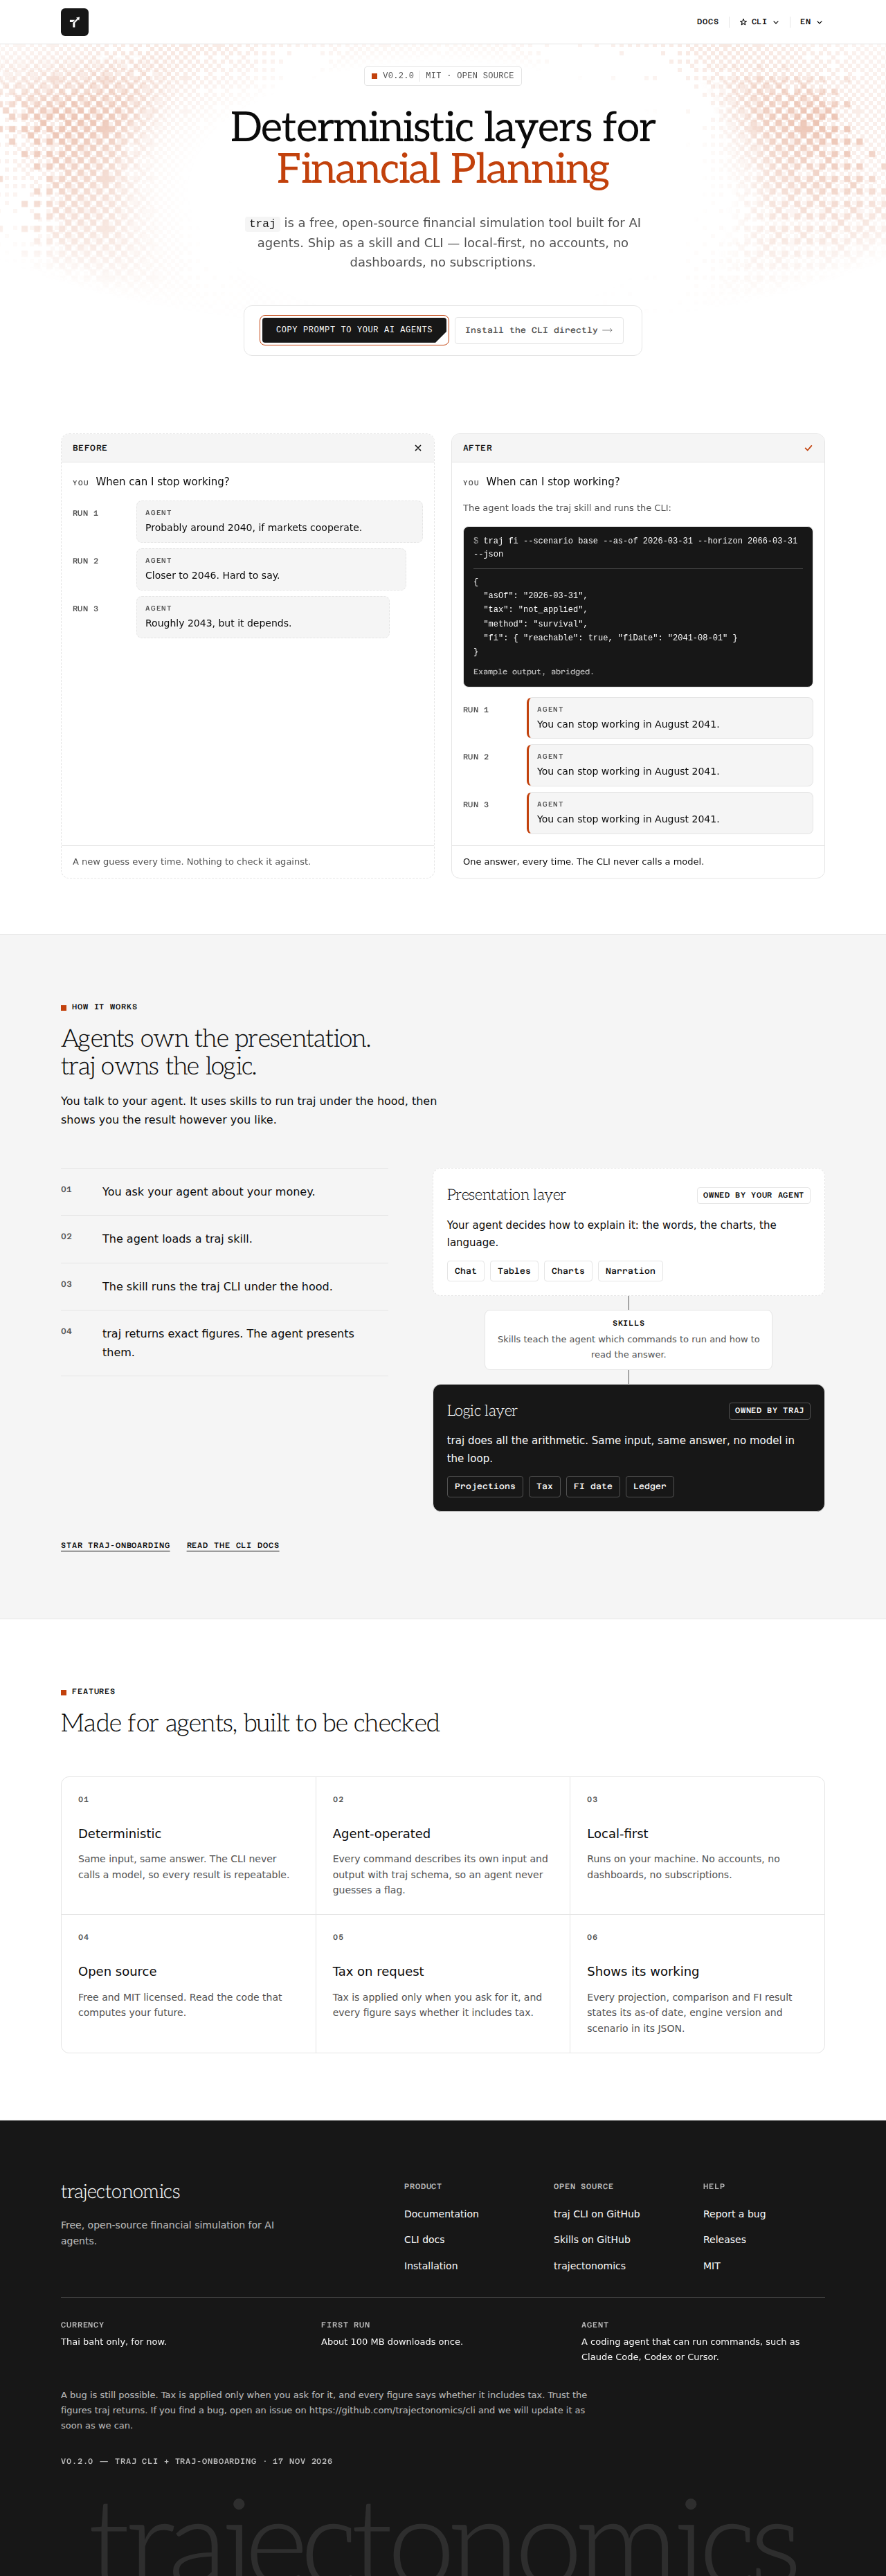 DOCS
CLI
EN
V0.2.0 MIT · OPEN SOURCE
Deterministic layers for
Financial Planning
traj is a free, open-source financial simulation tool built for AI
agents. Ship as a skill and CLI — local-first, no accounts, no
dashboards, no subscriptions.
COPY PROMPT TO YOUR AI AGENTS
Install the CLI directly
BEFORE
YOU When can I stop working?
RUN 1
AGENT
Probably around 2040, if markets cooperate.
RUN 2
AGENT
Closer to 2046. Hard to say.
RUN 3
AGENT
Roughly 2043, but it depends.
A new guess every time. Nothing to check it against.
AFTER
YOU When can I stop working?
The agent loads the traj skill and runs the CLI:
$ traj fi --scenario base --as-of 2026-03-31 --horizon 2066-03-31
--json
{
"asOf": "2026-03-31",
"tax": "not_applied",
"method": "survival",
"fi": { "reachable": true, "fiDate": "2041-08-01" }
}
Example output, abridged.
RUN 1
AGENT
You can stop working in August 2041.
RUN 2
AGENT
You can stop working in August 2041.
RUN 3
AGENT
You can stop working in August 2041.
One answer, every time. The CLI never calls a model.
HOW IT WORKS
Agents own the presentation.
traj owns the logic.
You talk to your agent. It uses skills to run traj under the hood, then
shows you the result however you like.
01 You ask your agent about your money.
02 The agent loads a traj skill.
03 The skill runs the traj CLI under the hood.
04 traj returns exact figures. The agent presents
them.
Presentation layer
OWNED BY YOUR AGENT
Your agent decides how to explain it: the words, the charts, the
language.
Chat Tables Charts Narration
SKILLS
Skills teach the agent which commands to run and how to
read the answer.
Logic layer
OWNED BY TRAJ
traj does all the arithmetic. Same input, same answer, no model in
the loop.
Projections Tax FI date Ledger
STAR TRAJ-ONBOARDING READ THE CLI DOCS
FEATURES
Made for agents, built to be checked
01
Deterministic
Same input, same answer. The CLI never
calls a model, so every result is repeatable.
02
Agent-operated
Every command describes its own input and
output with traj schema, so an agent never
guesses a flag.
03
Local-first
Runs on your machine. No accounts, no
dashboards, no subscriptions.
04
Open source
Free and MIT licensed. Read the code that
computes your future.
05
Tax on request
Tax is applied only when you ask for it, and
every figure says whether it includes tax.
06
Shows its working
Every projection, comparison and FI result
states its as-of date, engine version and
scenario in its JSON.
trajectonomics
Free, open-source financial simulation for AI
agents.
PRODUCT
Documentation
CLI docs
Installation
OPEN SOURCE
traj CLI on GitHub
Skills on GitHub
trajectonomics
HELP
Report a bug
Releases
MIT
CURRENCY
Thai baht only, for now.
FIRST RUN
About 100 MB downloads once.
AGENT
A coding agent that can run commands, such as
Claude Code, Codex or Cursor.
A bug is still possible. Tax is applied only when you ask for it, and every figure says whether it includes tax. Trust the
figures traj returns. If you find a bug, open an issue on https://github.com/trajectonomics/cli and we will update it as
soon as we can.
V0.2.0 — TRAJ CLI + TRAJ-ONBOARDING · 17 NOV 2026
trajectonomics